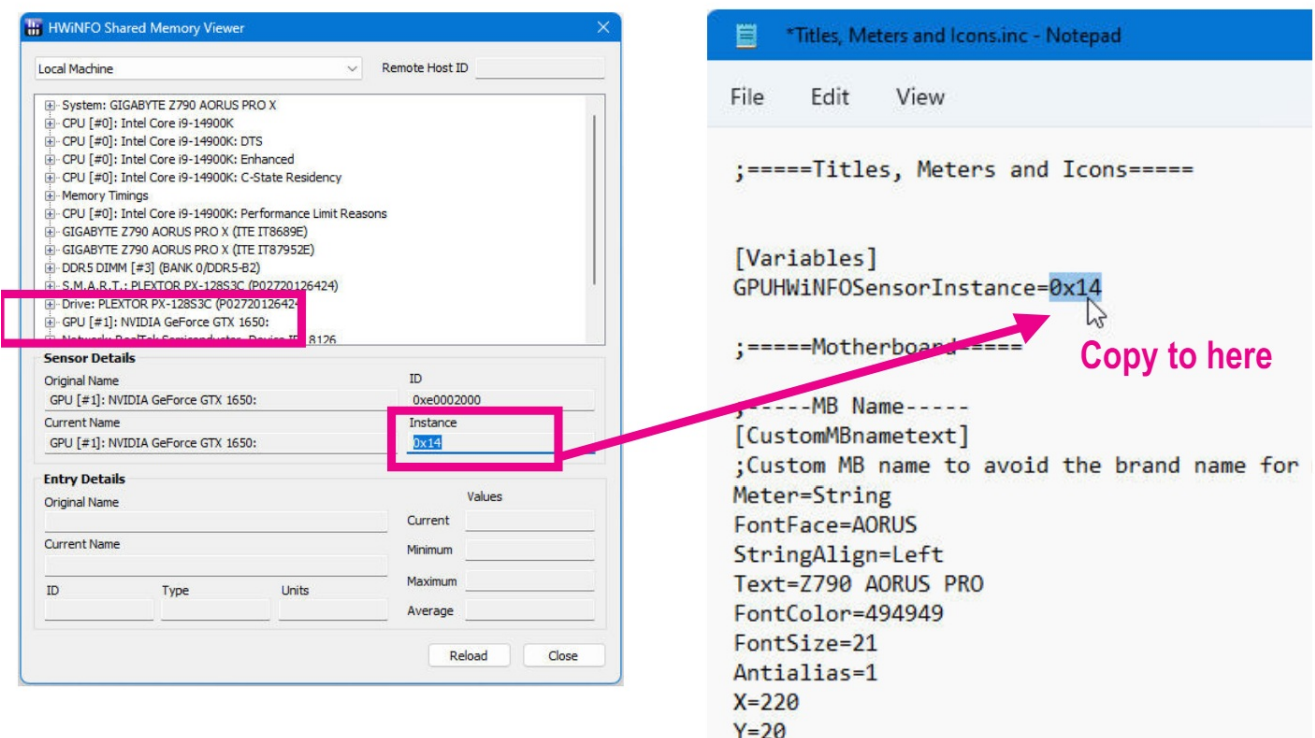 HWiNFO Shared Memory Viewer
Local Machine
Remote Host ID
System: GIGABYTE Z790 AORUS PRO X
CPU [#0]: Intel Core i9-14900K
CPU [#0]: Intel Core i9-14900K: DTS
CPU [#0]: Intel Core i9-14900K: Enhanced
CPU [#0]: Intel Core i9-14900K: C-State Residency
Memory Timings
CPU [#0]: Intel Core i9-14900K: Performance Limit Reasons
GIGABYTE Z790 AORUS PRO X (ITE IT8689E)
GIGABYTE Z790 AORUS PRO X (ITE IT87952E)
DDR5 DIMM [#3] (BANK 0/DDR5-B2)
S.M.A.R.T.: PLEXTOR PX-128S3C (P02720126424)
Drive: PLEXTOR PX-128S3C (P02720126424
GPU [#1]: NVIDIA GeForce GTX 1650:
8126
Sensor Details
Original Name
ID
GPU [#1]: NVIDIA GeForce GTX 1650:
0xe0002000
Current Name
Instance
GPU [#1]: NVIDIA GeForce GTX 1650:
0x14
Entry Details
Original Name
Values
Current
Current Name
Minimum
Maximum
ID
Type
Units
Average
Reload
Close
*Titles, Meters and Icons.inc - Notepad
File
Edit
View
;=====Titles, Meters and Icons=====
[Variables]
GPUHWiNFOSensorInstance=0x14
;=====Motherboard=====
Copy to here
;-----MB Name-----
[CustomMBnametext]
;Custom MB name to avoid the brand name for
Meter=String
FontFace=AORUS
StringAlign=Left
Text=Z790 AORUS PRO
FontColor=494949
FontSize=21
Antialias=1
X=220
Y=20